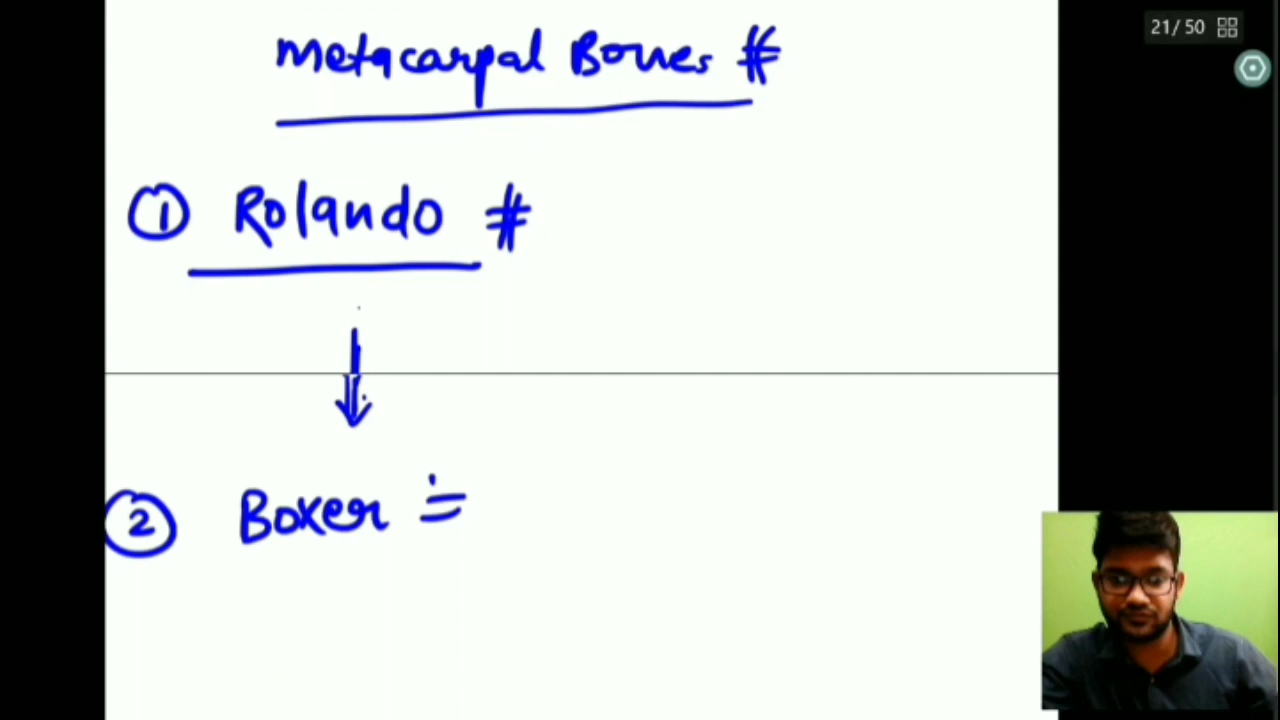 21/50
Metacarpal Bones #
① Rolando #
② Boxer